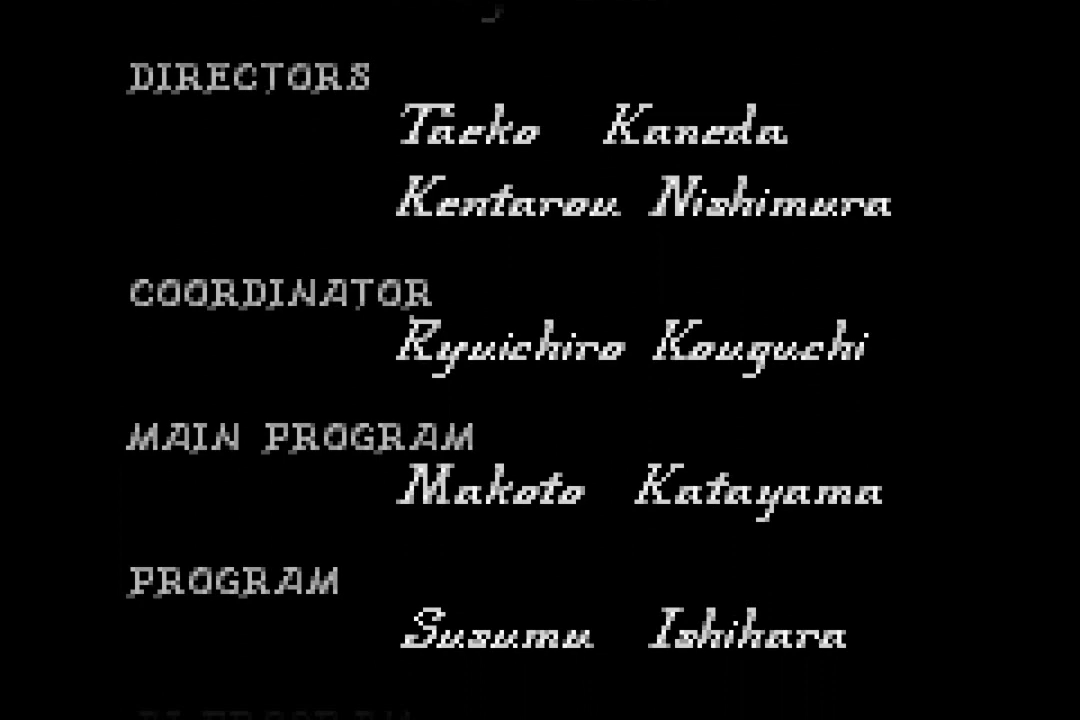 DIRECTORS
Taeko Kaneda
Kentarou Nishimura
COORDINATOR
Ryuichiro Kouguchi
MAIN PROGRAM
Makoto Katayama
PROGRAM
Susumu Ishihara